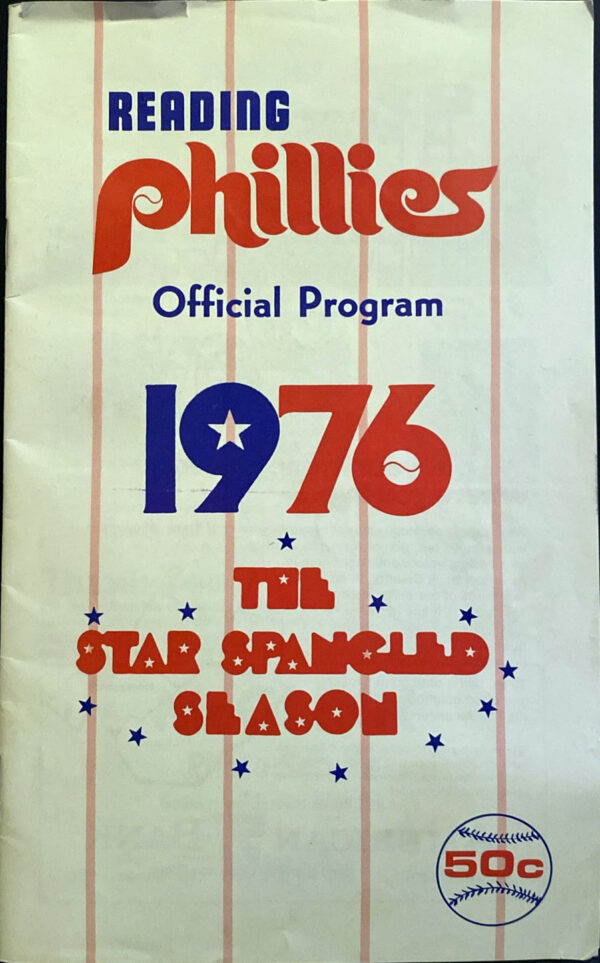 READING
Phillies
Official Program
1976
THE
STAR SPANGLED
SEASON
50c